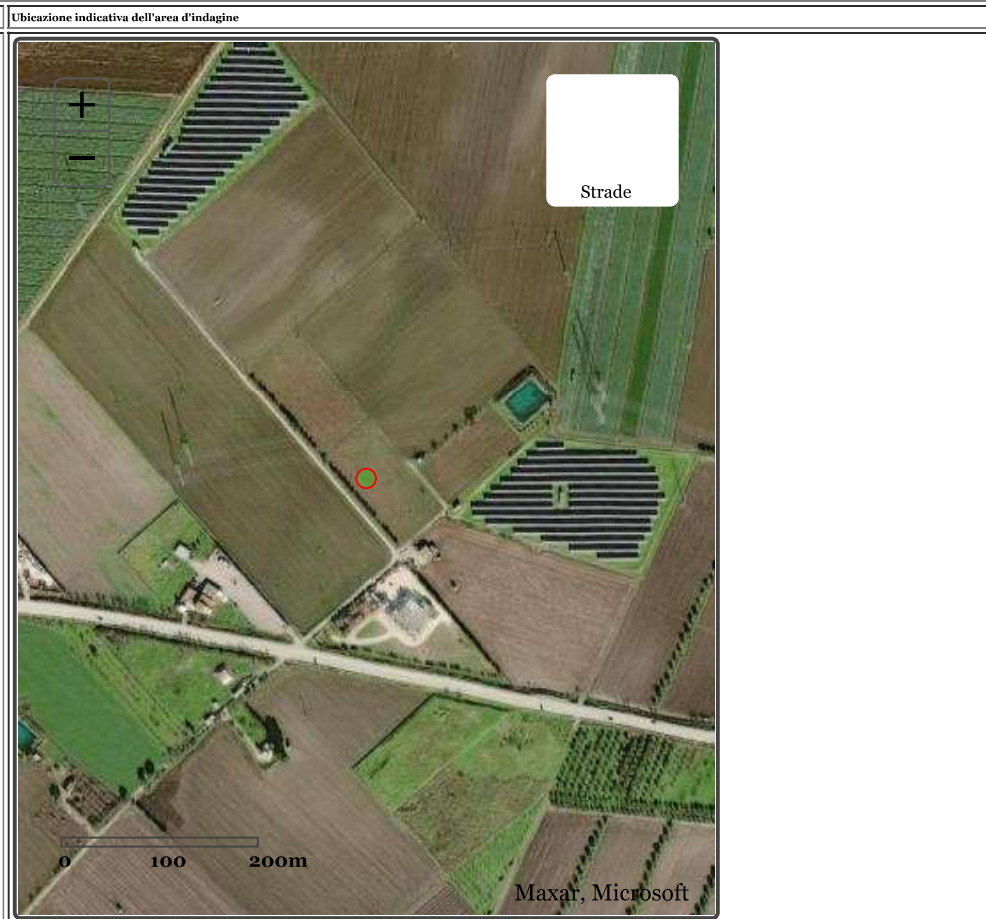 Ubicazione indicativa dell'area d'indagine
+
−
Strade
0 100 200m
Maxar, Microsoft